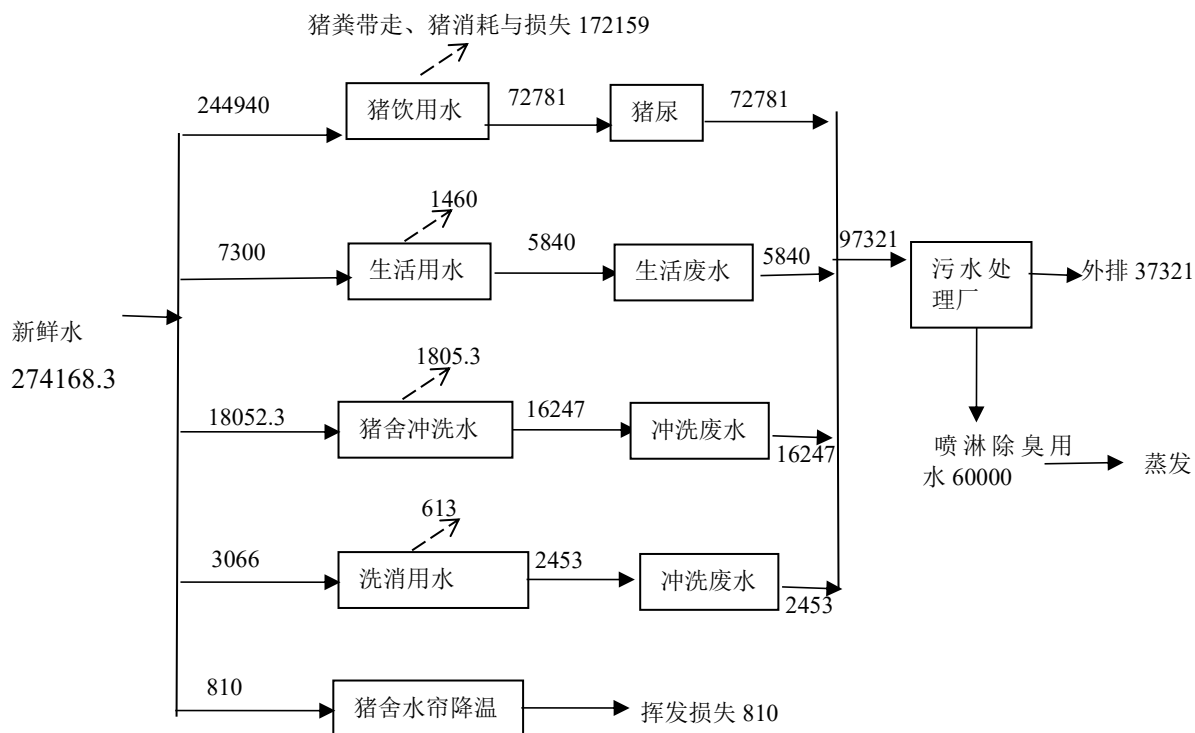 猪粪带走、猪消耗与损失 172159
244940
猪饮用水
72781
猪尿
72781
1460
7300
生活用水
5840
生活废水
5840
97321
污水处
理厂
外排 37321
新鲜水
274168.3
1805.3
18052.3
猪舍冲洗水
16247
冲洗废水
16247
喷淋除臭用
水 60000
蒸发
613
3066
洗消用水
2453
冲洗废水
2453
810
猪舍水帘降温
挥发损失 810